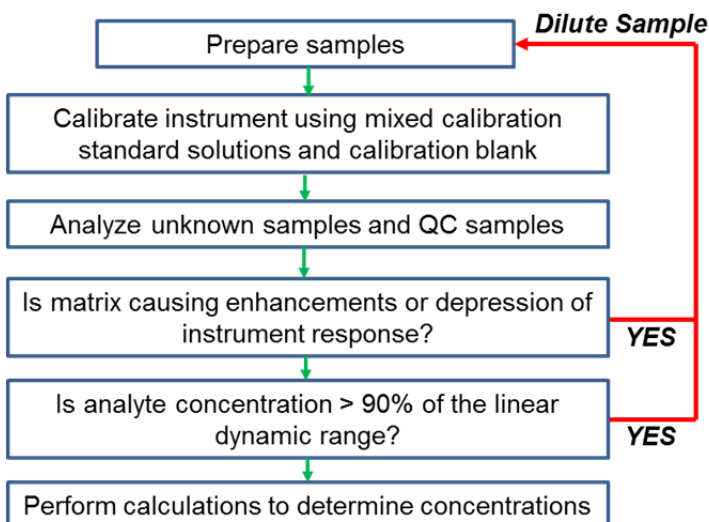 Dilute Sample
Prepare samples
Calibrate instrument using mixed calibration
standard solutions and calibration blank
Analyze unknown samples and QC samples
Is matrix causing enhancements or depression of
instrument response?
YES
Is analyte concentration > 90% of the linear
dynamic range?
YES
Perform calculations to determine concentrations